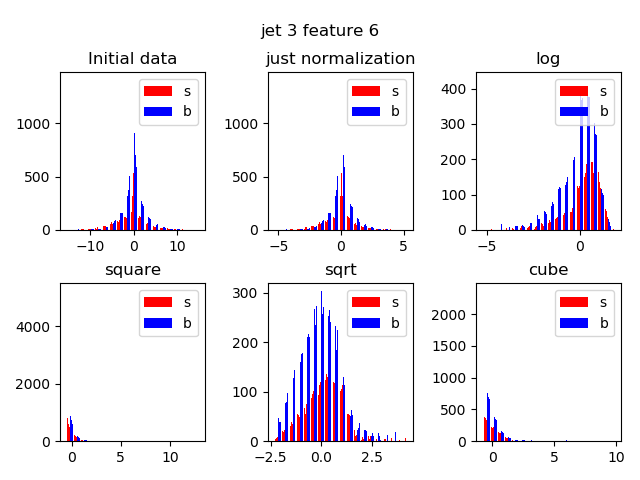 jet 3 feature 6
Initial data
just normalization
log
s
b
s
b
s
b
1000
500
0
−10
0
10
1000
500
0
−5
0
5
400
300
200
100
0
−5
0
square
sqrt
cube
s
b
s
b
s
b
4000
2000
0
0
5
10
300
200
100
0
−2.5
0.0
2.5
2000
1500
1000
500
0
0
5
10